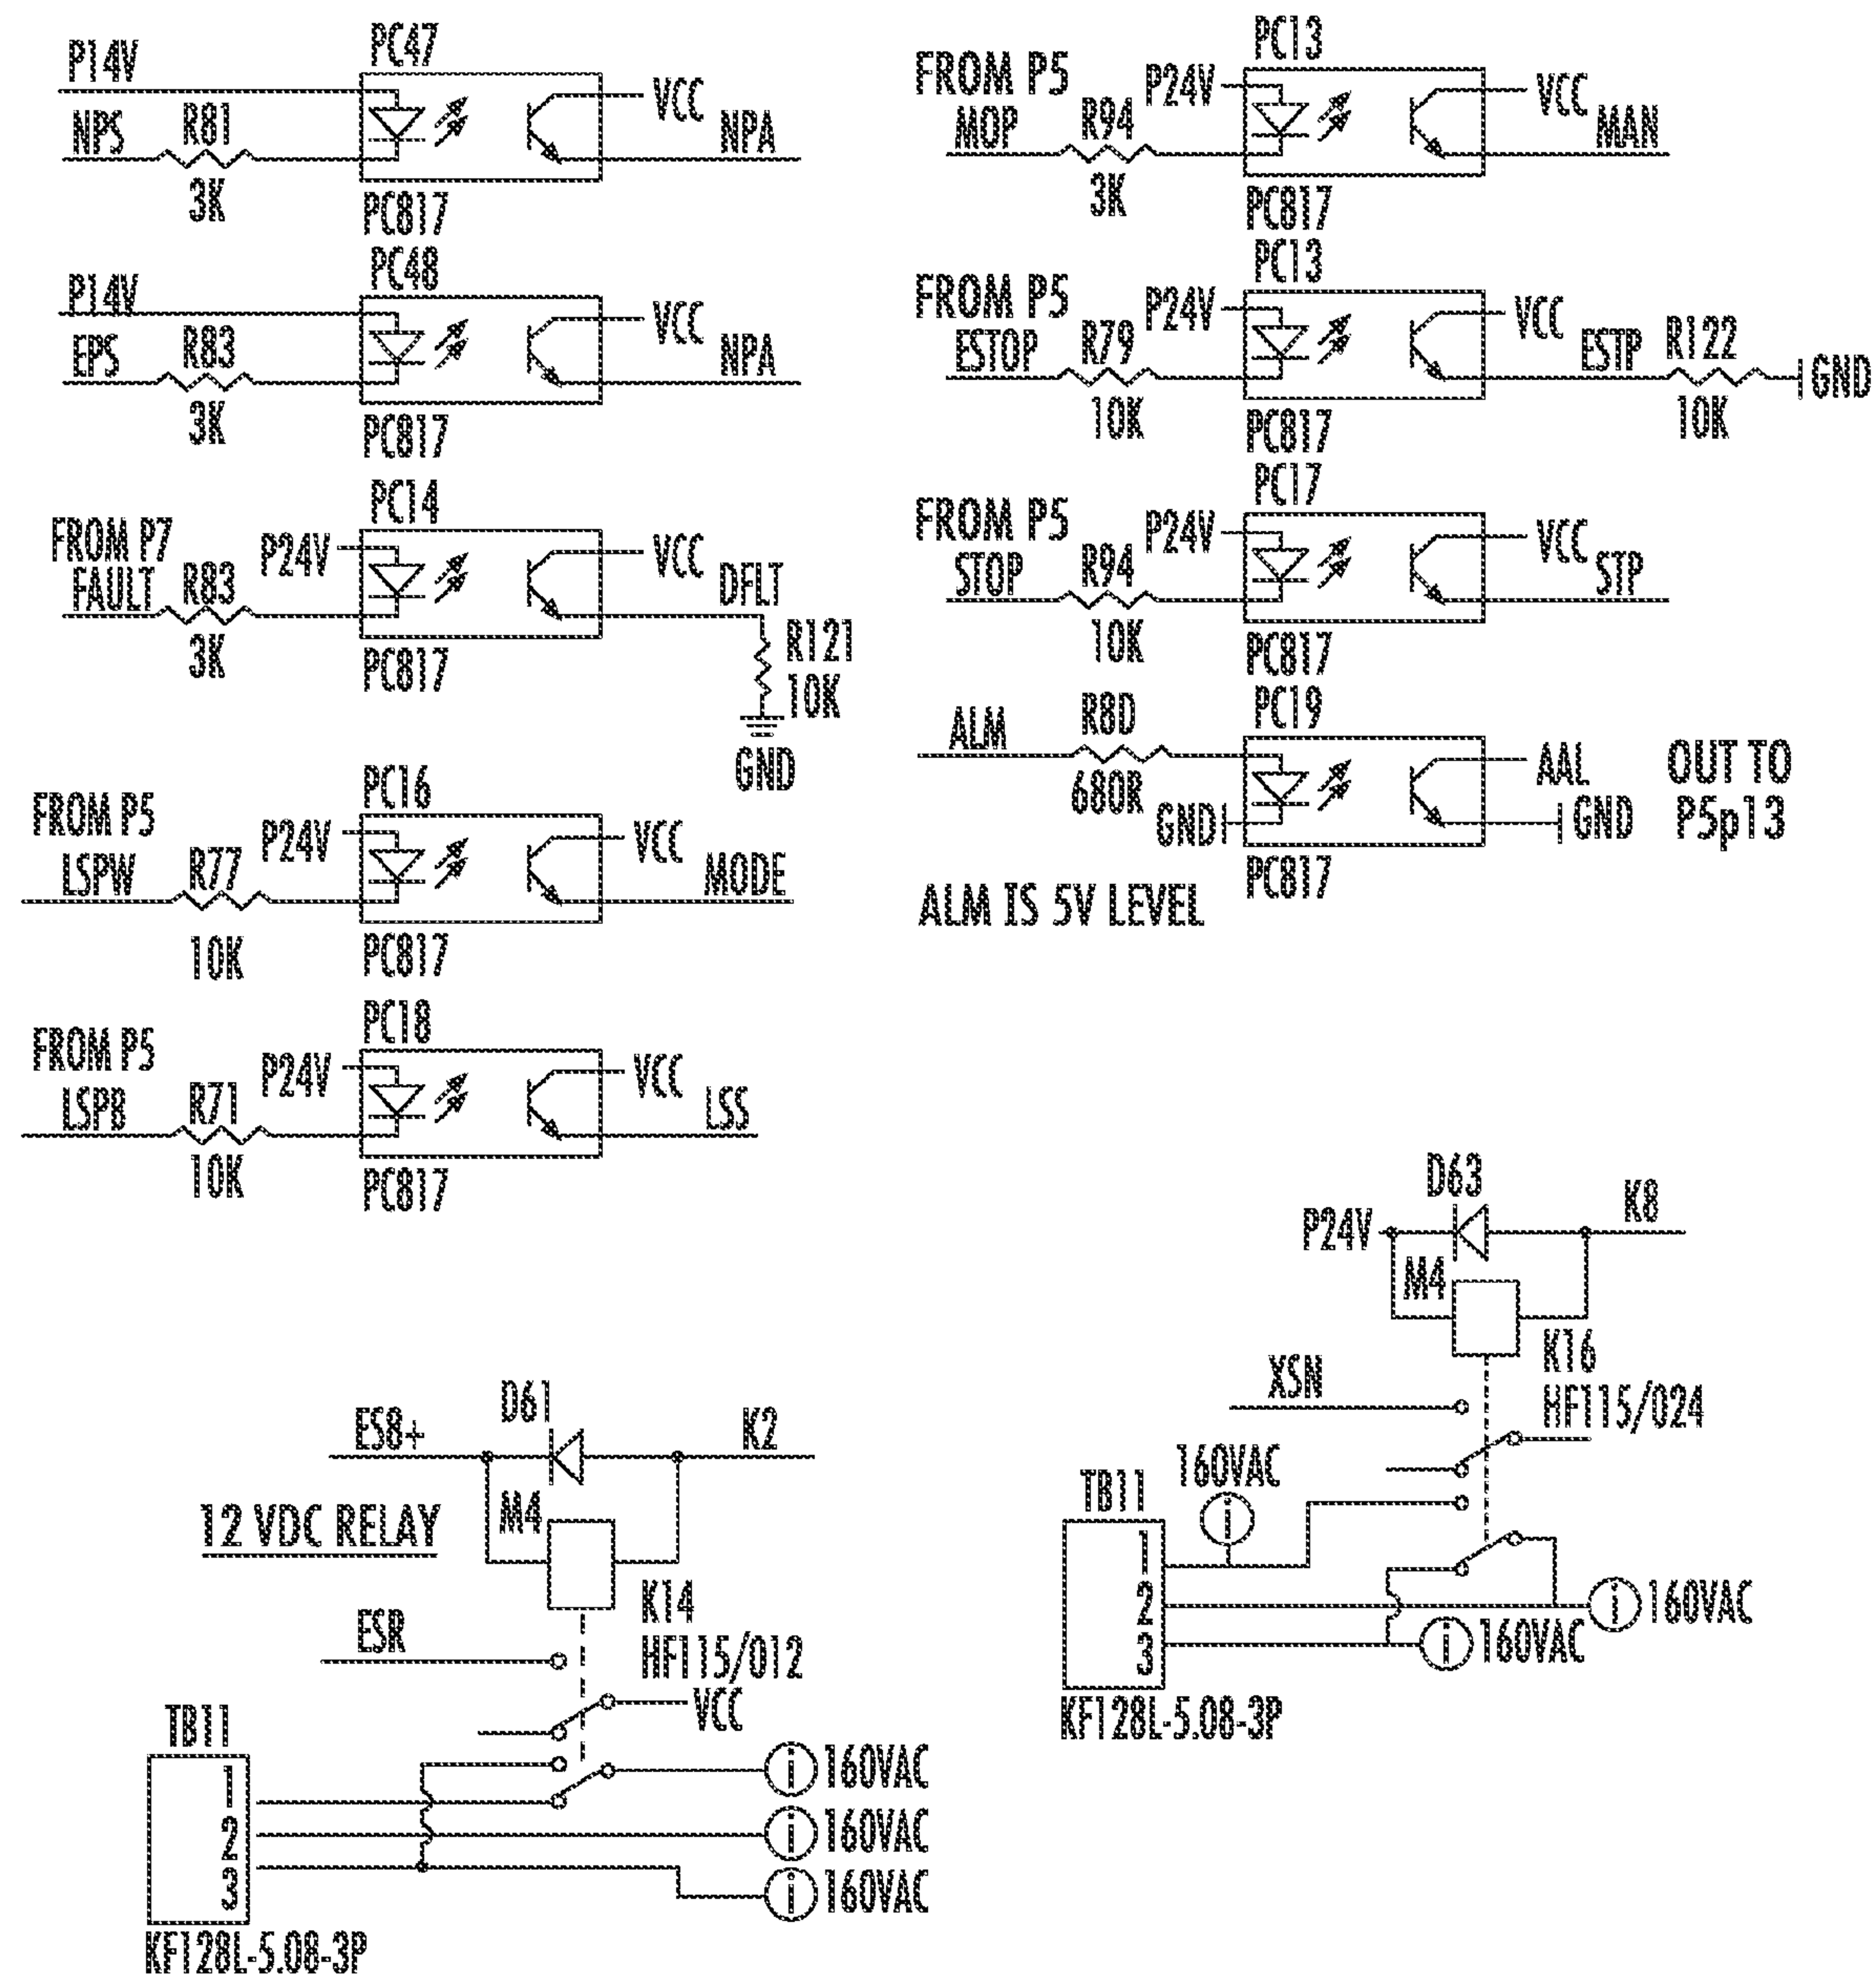 PC47
P14V
VCC
NPS
R81
NPA
3K
PC817
PC48
P14V
VCC
EPS
R83
NPA
3K
PC817
PC14
FROM P7
P24V
VCC
FAULT
R83
DFLT
3K
PC817
R121
10K
GND
PC16
FROM P5
P24V
VCC
LSPW
R77
MODE
10K
PC817
PC18
FROM P5
P24V
VCC
LSPB
R71
LSS
10K
PC817
PC13
FROM P5
P24V
VCC
MOP
R94
MAN
3K
PC817
PC13
FROM P5
P24V
VCC
ESTOP
R79
ESTP
R122
GND
10K
10K
PC817
PC17
FROM P5
P24V
VCC
STOP
R94
STP
10K
PC817
PC19
ALM
R8D
AAL
OUT TO
680R
GND
GND
P5p13
PC817
ALM IS 5V LEVEL
D63
P24V
K8
M4
K16
XSN
HF115/024
160VAC
TB11
1
2
160VAC
3
160VAC
KF128L-5.08-3P
D61
ES8+
K2
12 VDC RELAY
M4
K14
ESR
HF115/012
VCC
TB11
160VAC
1
2
160VAC
3
160VAC
KF128L-5.08-3P